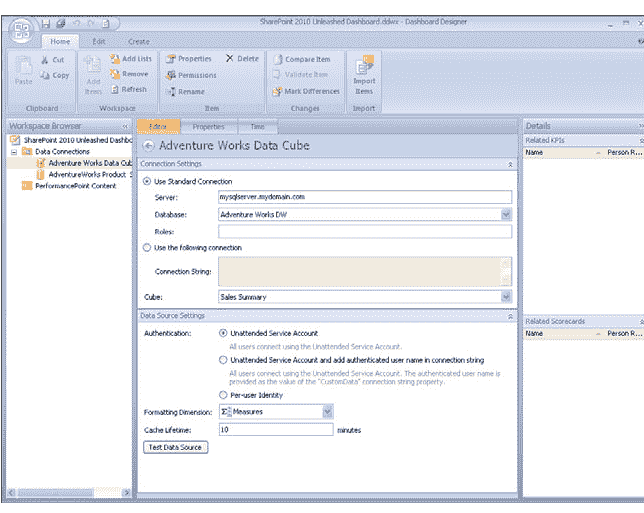 SharePoint 2010 Unleashed Dashboard.ddwx - Dashboard Designer
Home Edit Create
Paste
Cut
Copy
Clipboard
Add Items
Add Lists
Remove
Refresh
Workspace
Properties
Permissions
Rename
Delete
Item
Compare Item
Validate Item
Mark Differences
Changes
Import Items
Import
Workspace Browser
SharePoint 2010 Unleashed Dashbo
Data Connections
Adventure Works Data Cub
AdventureWorks Product S
PerformancePoint Content
Editor Properties Time
Adventure Works Data Cube
Connection Settings
Use Standard Connection
Server: mysqlserver.mydomain.com
Database: Adventure Works DW
Roles:
Use the following connection
Connection String:
Cube: Sales Summary
Data Source Settings
Authentication: Unattended Service Account
All users connect using the Unattended Service Account.
Unattended Service Account and add authenticated user name in connection string
All users connect using the Unattended Service Account. The authenticated user name is
provided as the value of the "CustomData" connection string property.
Per-user Identity
Formatting Dimension: Measures
Cache Lifetime: 10 minutes
Test Data Source
Details
Related KPIs
Name Person R...
Related Scorecards
Name Person R...